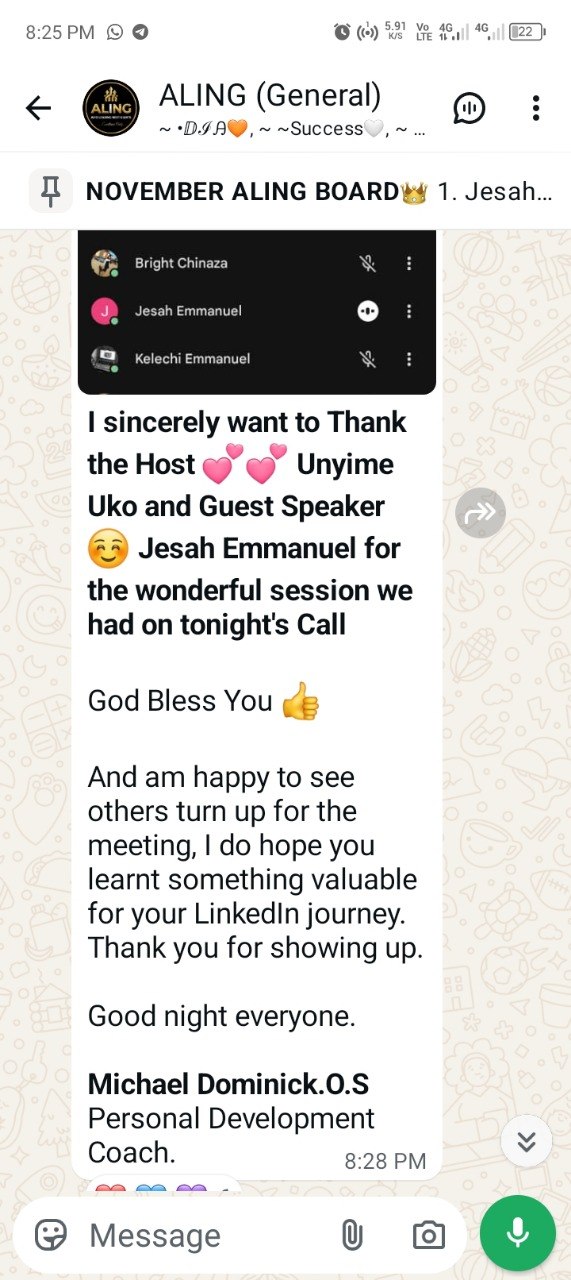 8:25 PM 5.91 K/S Vo LTE 4G 4G 22
ALING
ALING (General)
~ •𝔻𝓘𝓐🧡, ~ ~Success🤍, ~ ...
NOVEMBER ALING BOARD👑 1. Jesah...
Bright Chinaza
J Jesah Emmanuel
Kelechi Emmanuel
I sincerely want to Thank
the Host 💕💕 Unyime
Uko and Guest Speaker
☺️ Jesah Emmanuel for
the wonderful session we
had on tonight's Call
God Bless You 👍
And am happy to see
others turn up for the
meeting, I do hope you
learnt something valuable
for your LinkedIn journey.
Thank you for showing up.
Good night everyone.
Michael Dominick.O.S
Personal Development
Coach.
8:28 PM
Message